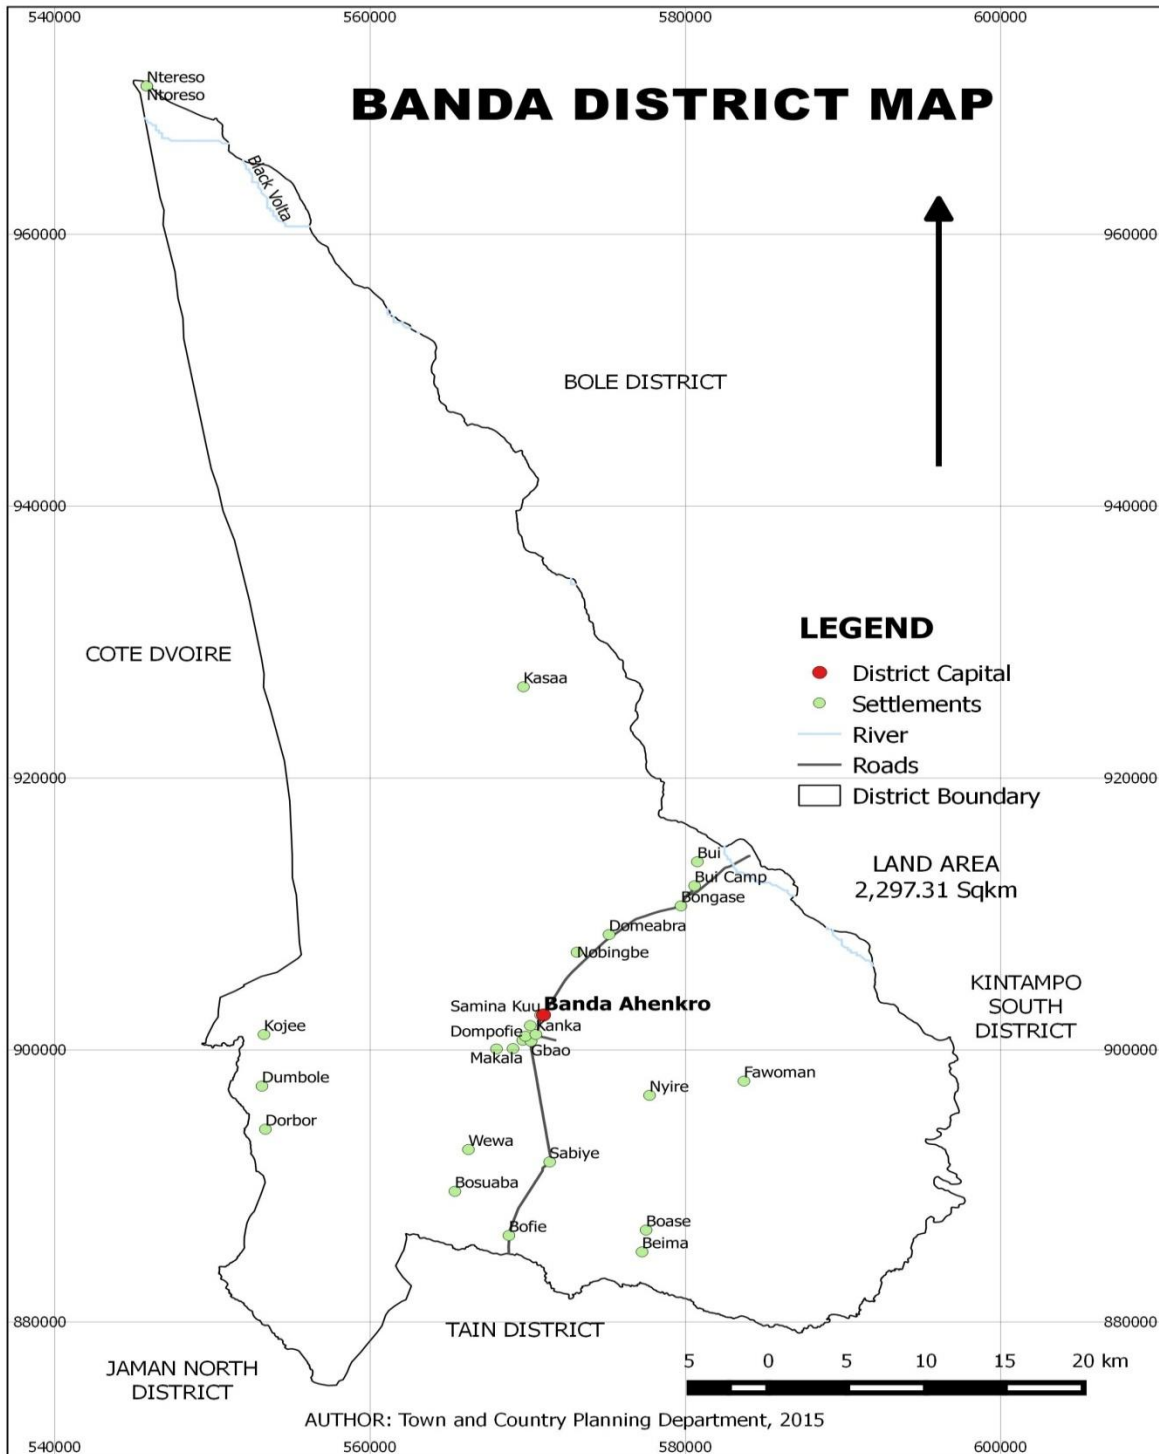 540000 560000 580000 600000
Ntereso
Ntoreso
BANDA DISTRICT MAP
Black Volta
960000 960000
BOLE DISTRICT
940000 940000
LEGEND
District Capital
Settlements
River
Roads
District Boundary
COTE DVOIRE
Kasaa
920000 920000
LAND AREA
2,297.31 Sqkm
Bui
Bui Camp
Bongase
Domeabra
Nobingbe
KINTAMPO
SOUTH
DISTRICT
Samina Kuu
Banda Ahenkro
Kojee
Dompofie
Kanka
900000 900000
Makala
Gbao
Dumbole
Nyire
Fawoman
Dorbor
Wewa
Sabiye
Bosuaba
Bofie
Boase
Beima
880000 880000
TAIN DISTRICT
JAMAN NORTH
DISTRICT
5 0 5 10 15 20 km
AUTHOR: Town and Country Planning Department, 2015
540000 560000 580000 600000